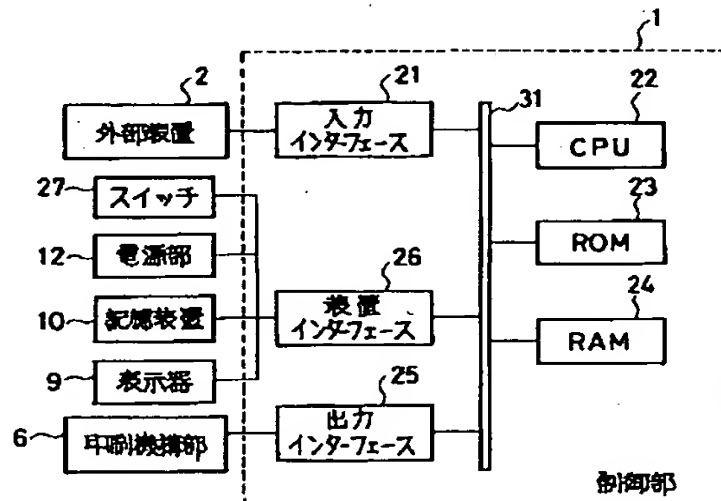 1
2
外部装置
21
入力
インターフェース
31
22
CPU
27
スイッチ
12
電源部
23
ROM
10
記憶装置
26
装置
インターフェース
24
RAM
9
表示器
6
印刷機構部
25
出力
インターフェース
制御部